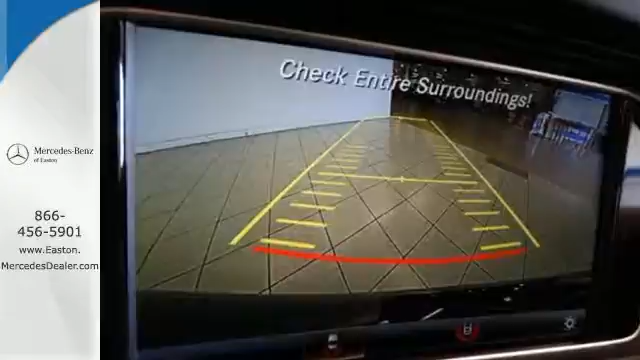 Check Entire Surroundings!
Mercedes-Benz
of Easton
866-
456-5901
www.Easton.
MercedesDealer.com